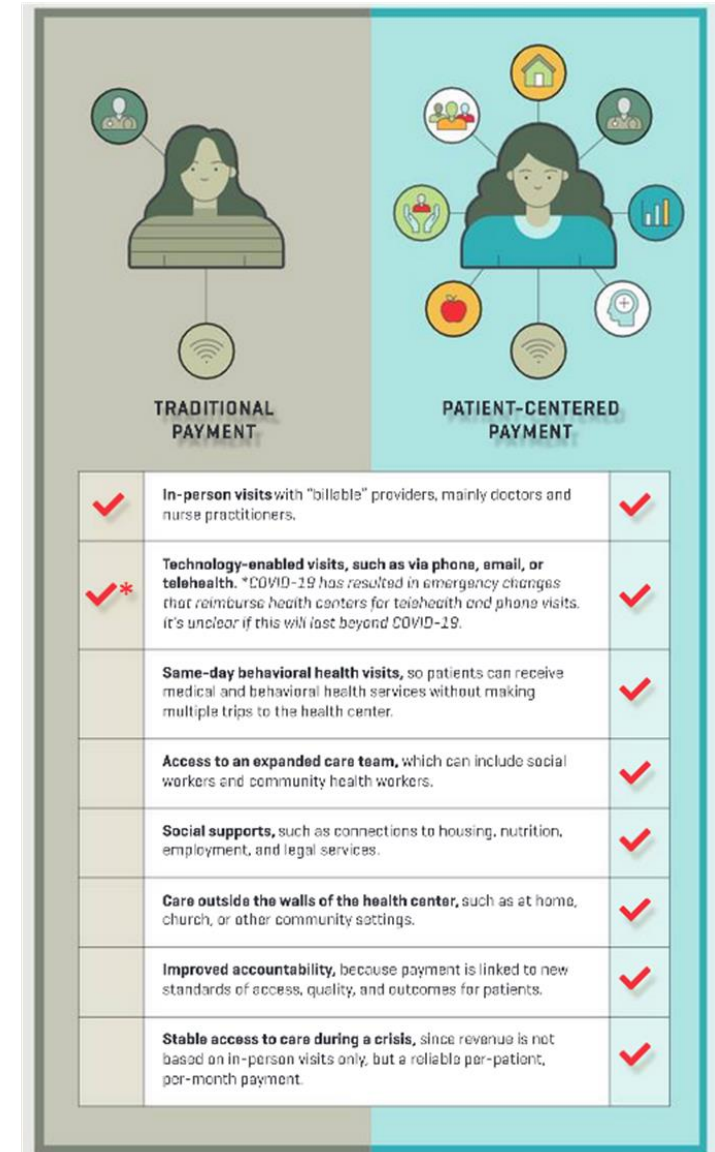 TRADITIONAL
PAYMENT
PATIENT-CENTERED
PAYMENT
In-person visits with “billable” providers, mainly doctors and
nurse practitioners.
Technology-enabled visits, such as via phone, email, or
telehealth. *COVID-19 has resulted in emergency changes
that reimburse health centers for telehealth and phone visits.
It's unclear if this will last beyond COVID-19.
*
Same-day behavioral health visits, so patients can receive
medical and behavioral health services without making
multiple trips to the health center.
Access to an expanded care team, which can include social
workers and community health workers.
Social supports, such as connections to housing, nutrition,
employment, and legal services.
Care outside the walls of the health center, such as at home,
church, or other community settings.
Improved accountability, because payment is linked to new
standards of access, quality, and outcomes for patients.
Stable access to care during a crisis, since revenue is not
based on in-person visits only, but a reliable per-patient,
per-month payment.